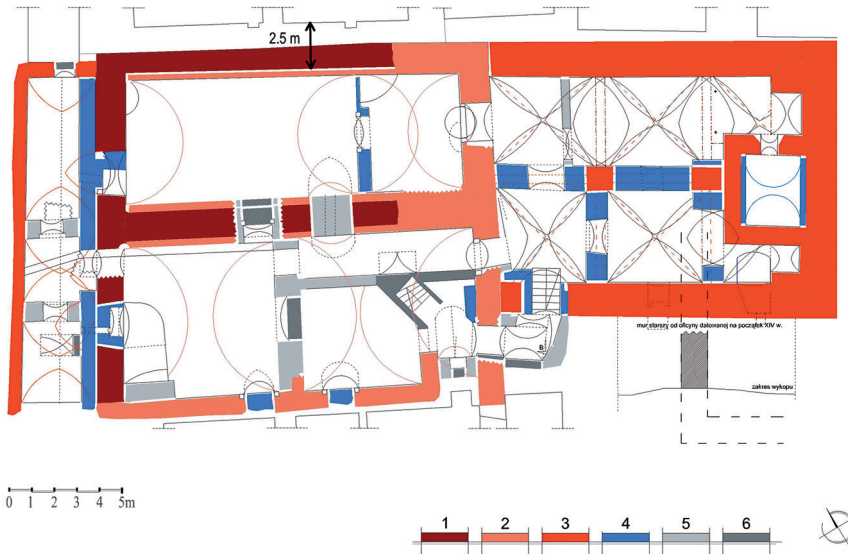 2.5 m
B
mur starszy od oficyny datowanej na początek XIV w.
zakres wykopu
0 1 2 3 4 5m
1 2 3 4 5 6